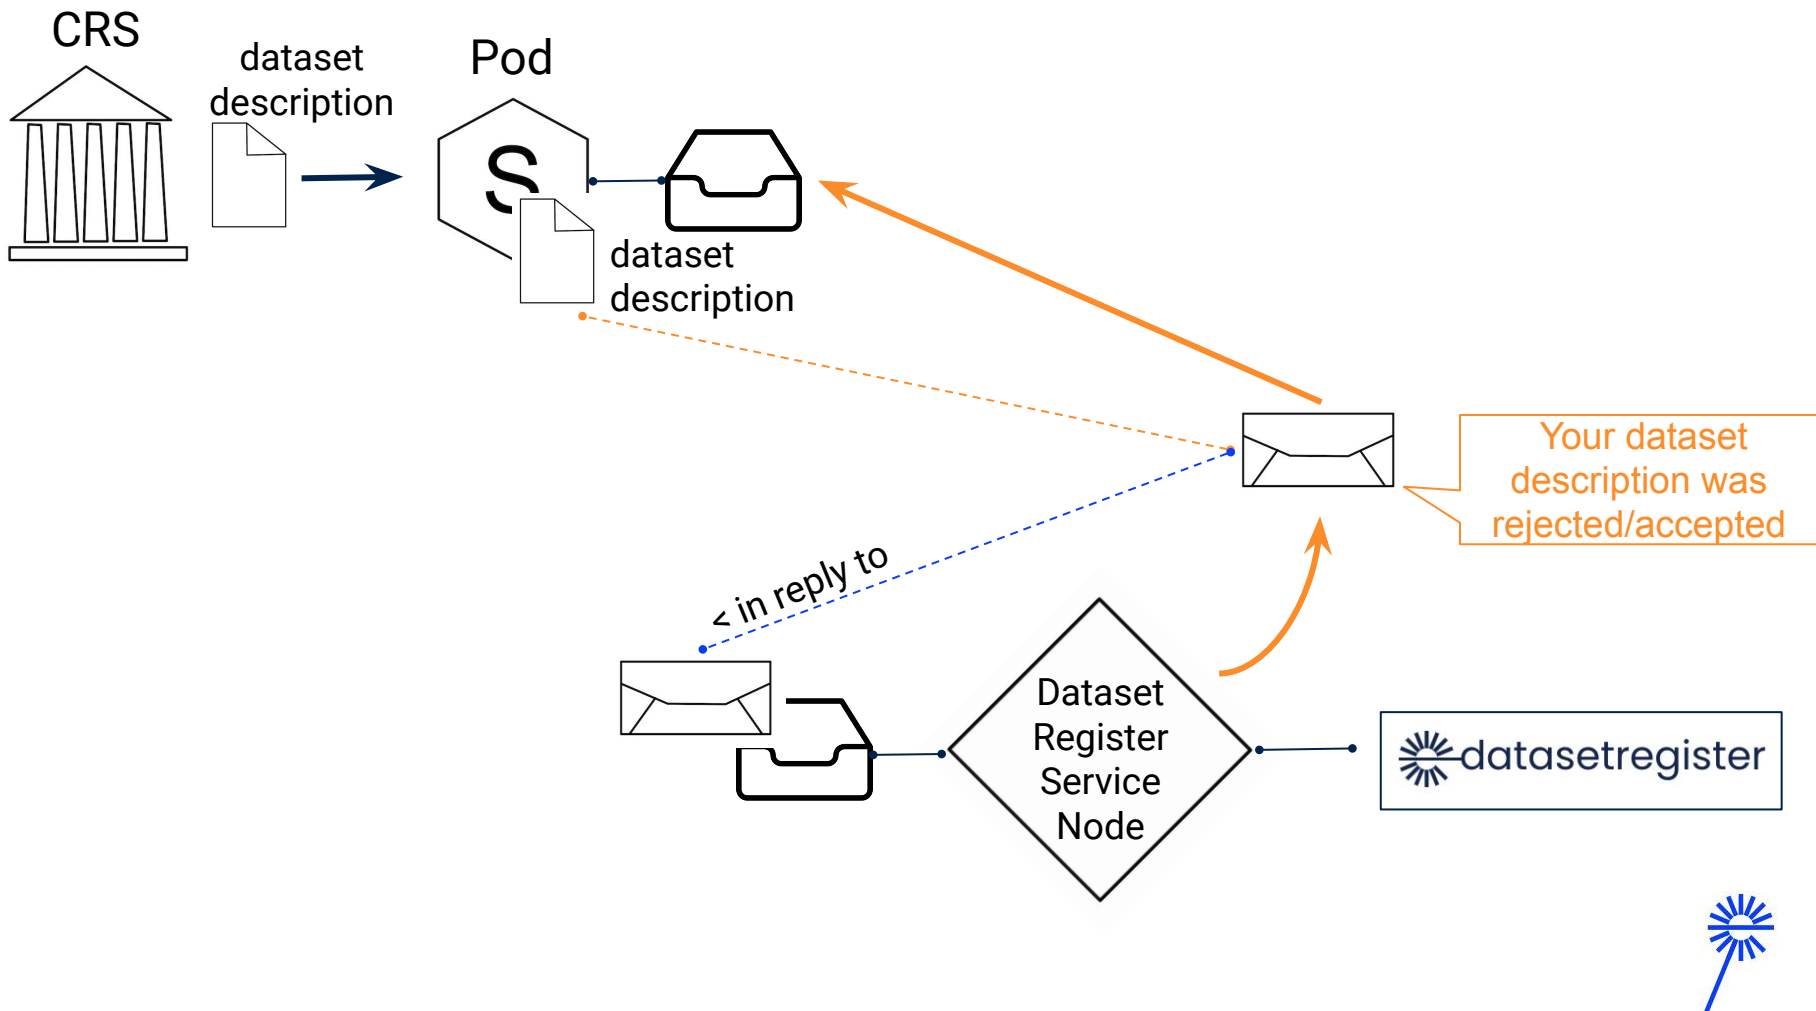 CRS
dataset
description
Pod
S
dataset
description
Your dataset
description was
rejected/accepted
< in reply to
Dataset
Register
Service
Node
datasetregister